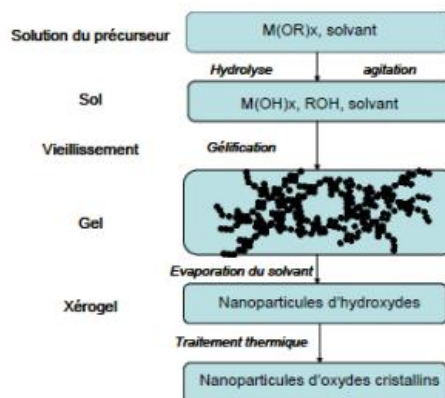 Solution du précurseur
M(OR)x, solvant
Hydrolyse agitation
Sol
M(OH)x, ROH, solvant
Vieillissement
Gélification
Gel
Evaporation du solvant
Xérogel
Nanoparticules d'hydroxydes
Traitement thermique
Nanoparticules d'oxydes cristallins